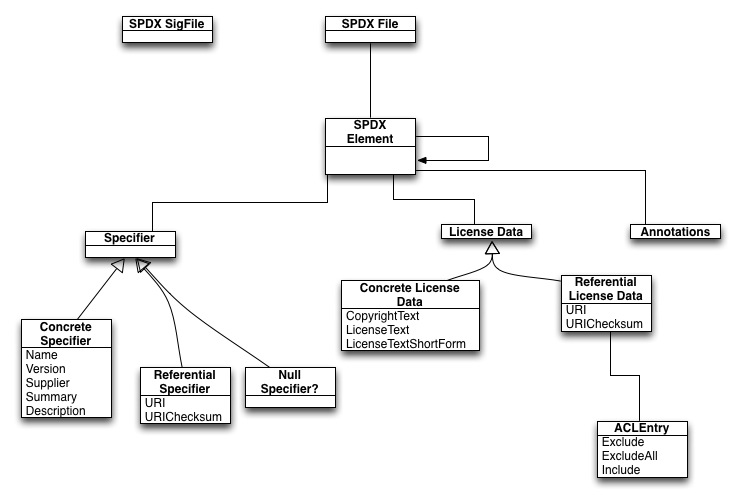 SPDX SigFile
SPDX File
SPDX
Element
Specifier
License Data
Annotations
Concrete License
Data
CopyrightText
LicenseText
LicenseTextShortForm
Referential
License Data
URI
URIChecksum
Concrete
Specifier
Name
Version
Supplier
Summary
Description
Referential
Specifier
URI
URIChecksum
Null
Specifier?
ACLEntry
Exclude
ExcludeAll
Include